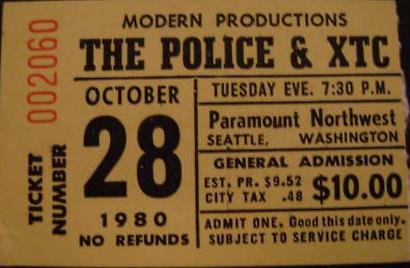 MODERN PRODUCTIONS
THE POLICE & XTC
TICKET NUMBER
002060
OCTOBER
28
1980
NO REFUNDS
TUESDAY EVE. 7:30 P.M.
Paramount Northwest
SEATTLE, WASHINGTON
GENERAL ADMISSION
EST. PR. $9.52
CITY TAX .48
$10.00
ADMIT ONE. Good this date only.
SUBJECT TO SERVICE CHARGE